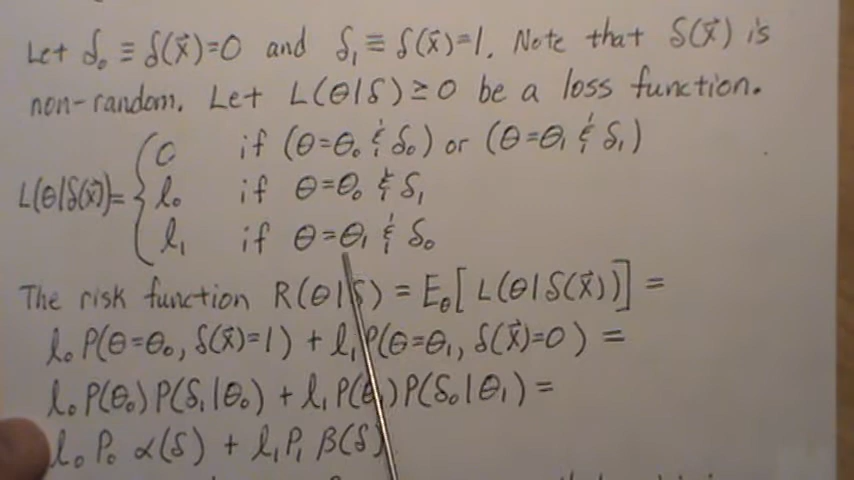 Let δ₀ ≡ δ(x⃗)=0 and δ₁ ≡ δ(x⃗)=1. Note that δ(x⃗) is
non-random. Let L(θ|δ) ≥ 0 be a loss function.
L(θ|δ(x⃗))= { 0 if (θ=θ₀ & δ₀) or (θ=θ₁ & δ₁)
l₀ if θ=θ₀ & δ₁
l₁ if θ=θ₁ & δ₀
The risk function R(θ|δ) = E_θ[L(θ|δ(x⃗))] =
l₀ P(θ=θ₀, δ(x⃗)=1) + l₁ P(θ=θ₁, δ(x⃗)=0) =
l₀ P(θ₀) P(δ₁|θ₀) + l₁ P(θ₁) P(δ₀|θ₁) =
l₀ P₀ α(δ) + l₁ P₁ β(δ)